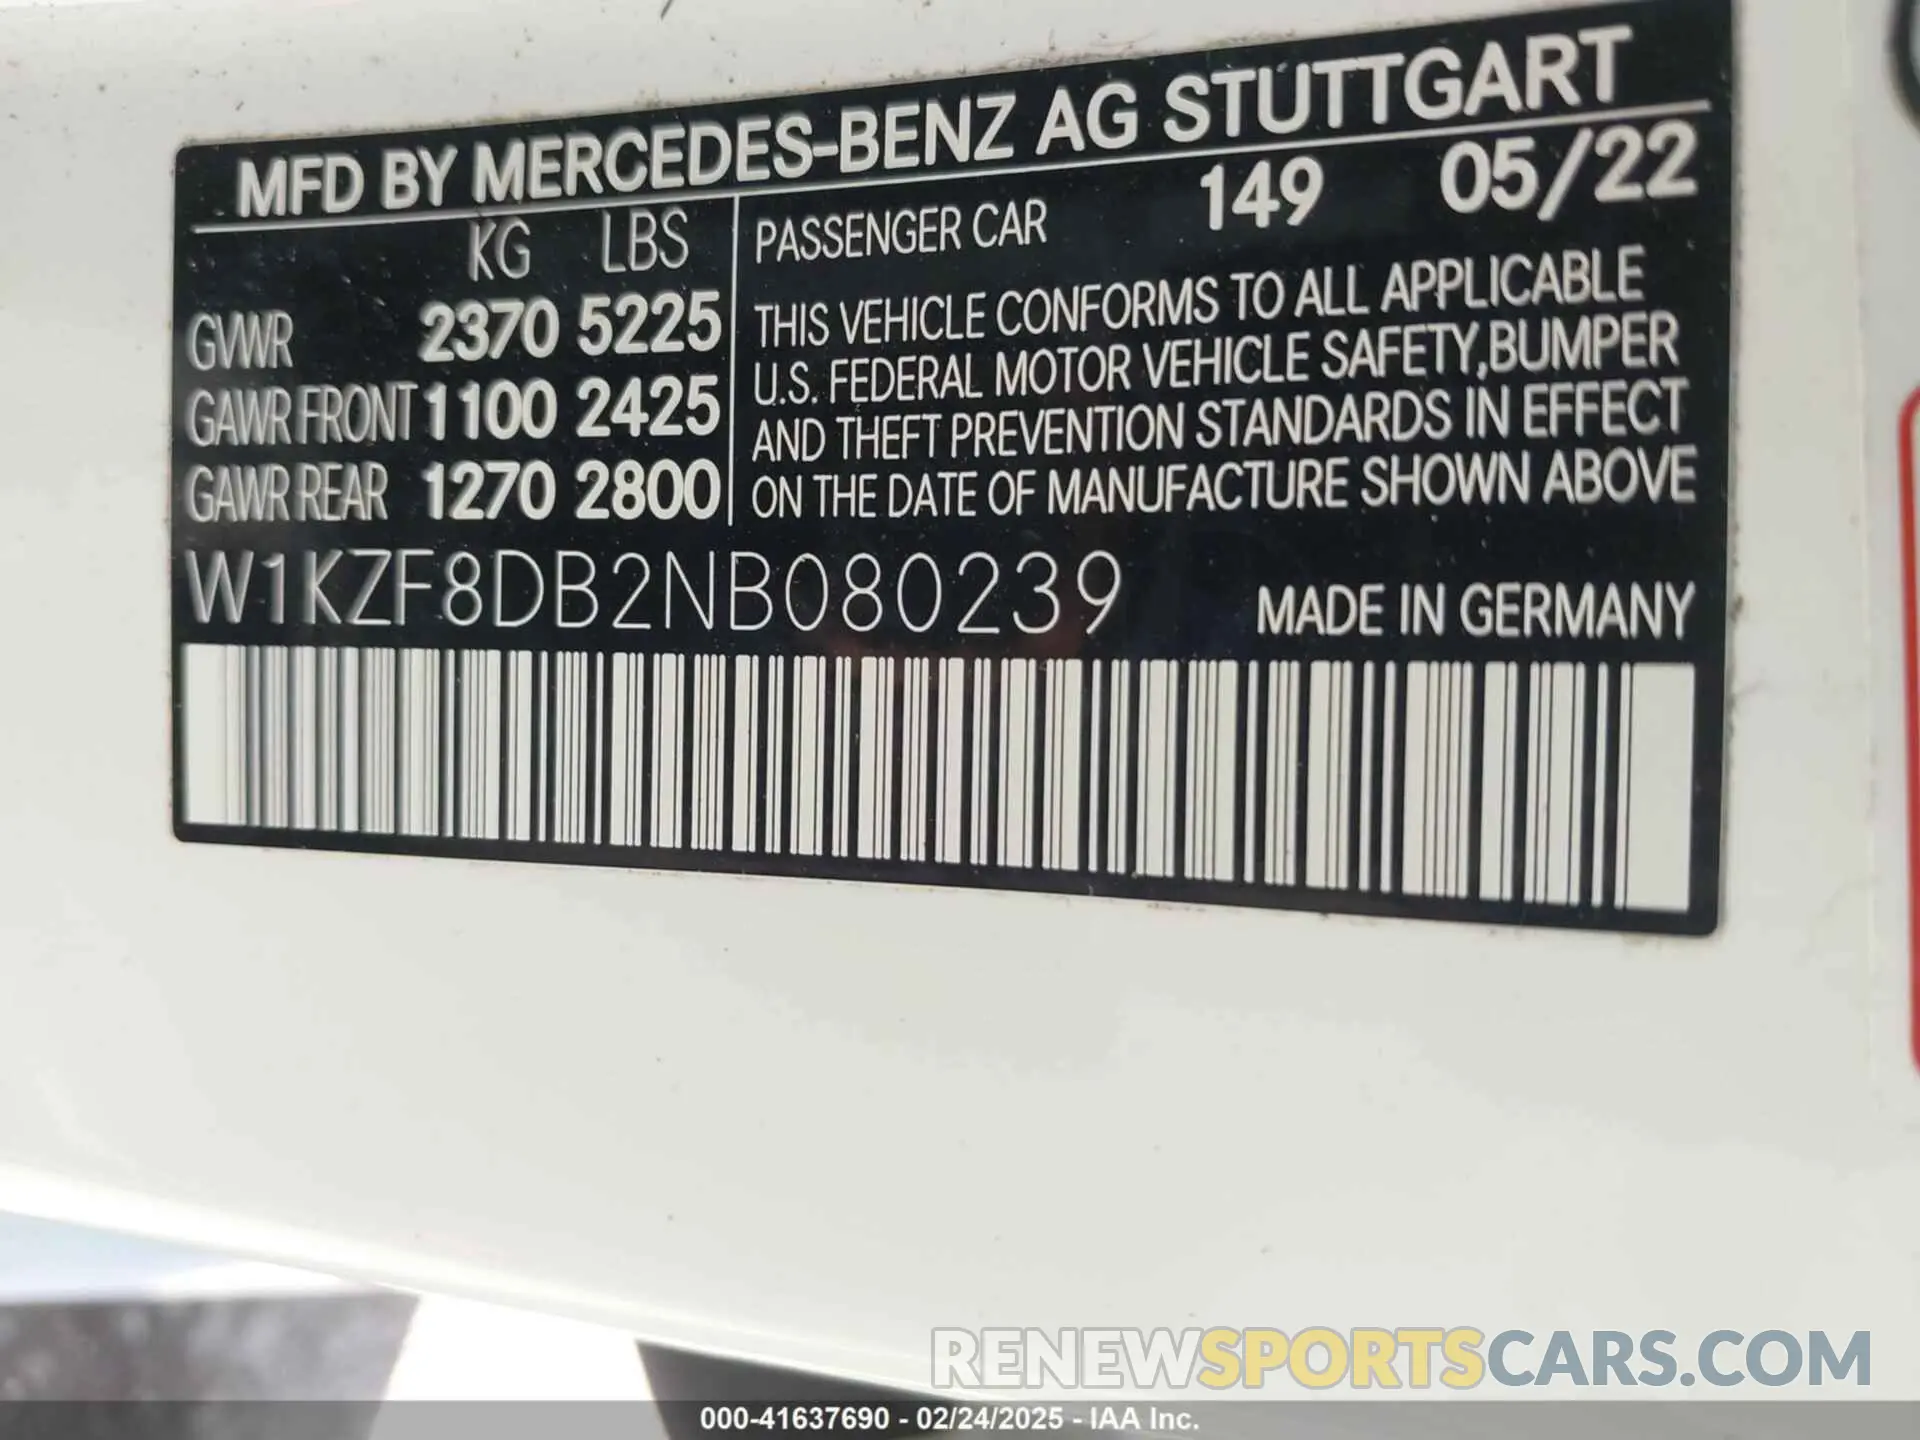 MFD BY MERCEDES-BENZ AG STUTTGART
KG LBS
PASSENGER CAR 149 05/22
GVWR 2370 5225
GAWR FRONT 1100 2425
GAWR REAR 1270 2800
THIS VEHICLE CONFORMS TO ALL APPLICABLE
U.S. FEDERAL MOTOR VEHICLE SAFETY,BUMPER
AND THEFT PREVENTION STANDARDS IN EFFECT
ON THE DATE OF MANUFACTURE SHOWN ABOVE
W1KZF8DB2NB080239
MADE IN GERMANY
RENEWSPORTSCARS.COM
000-41637690 - 02/24/2025 - IAA Inc.